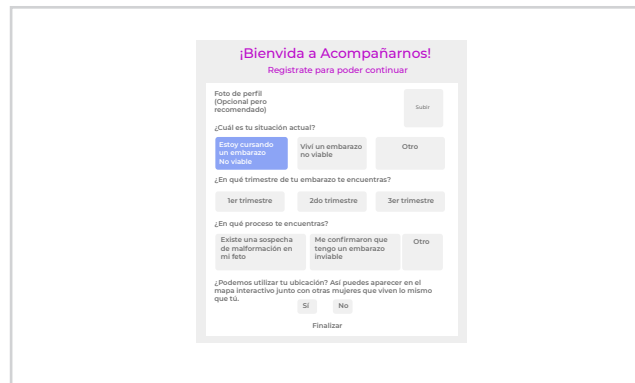 ¡Bienvida a Acompañarnos!
Registrate para poder continuar
Foto de perfil
(Opcional pero
recomendado)
Subir
¿Cuál es tu situación actual?
Estoy cursando
un embarazo
No viable
Viví un embarazo
no viable
Otro
¿En qué trimestre de tu embarazo te encuentras?
1er trimestre
2do trimestre
3er trimestre
¿En qué proceso te encuentras?
Existe una sospecha
de malformación en
mi feto
Me confirmaron que
tengo un embarazo
inviable
Otro
¿Podemos utilizar tu ubicación? Asi puedes aparecer en el
mapa interactivo junto con otras mujeres que viven lo mismo
que tú.
Sí
No
Finalizar